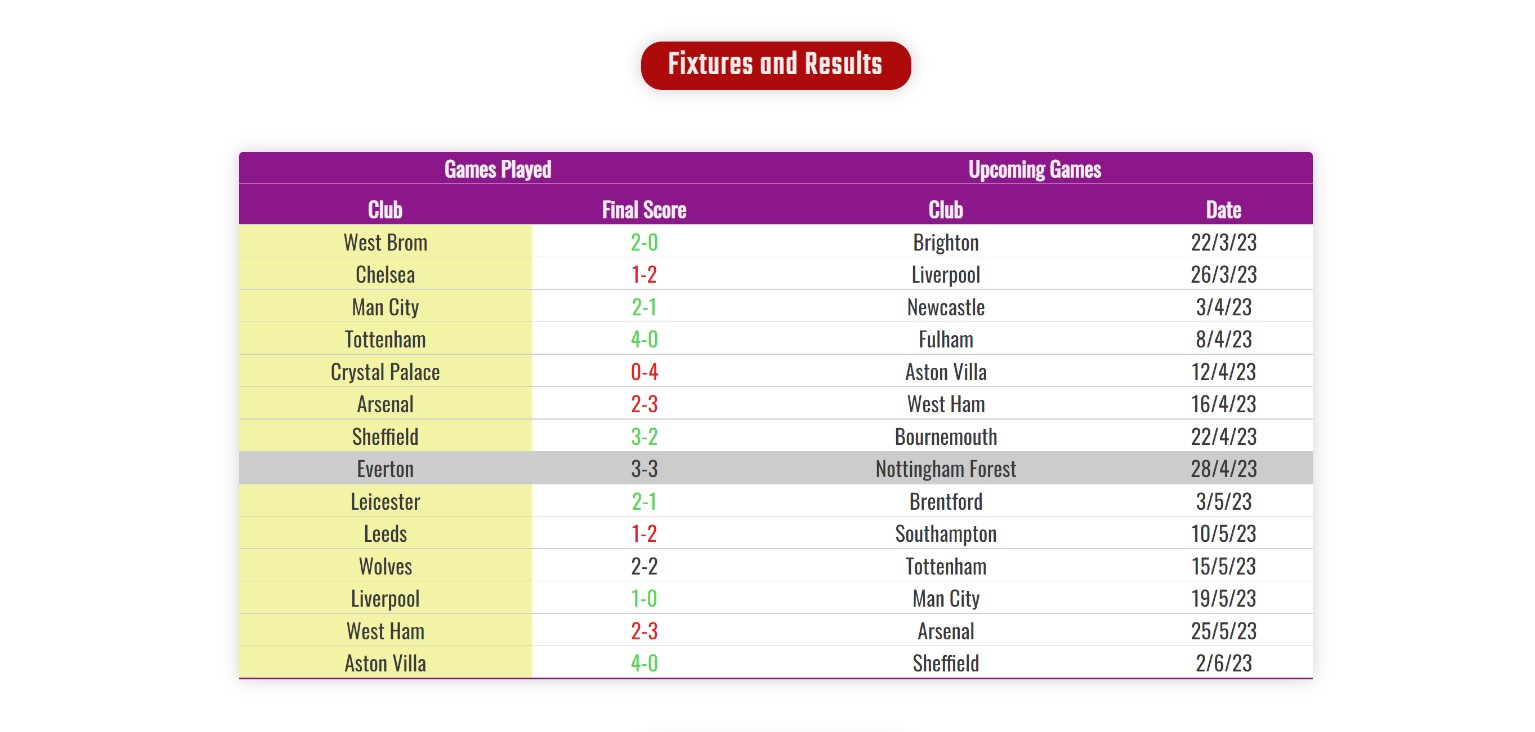 Fixtures and Results
Games Played Upcoming Games
Club Final Score Club Date
West Brom 2-0 Brighton 22/3/23
Chelsea 1-2 Liverpool 26/3/23
Man City 2-1 Newcastle 3/4/23
Tottenham 4-0 Fulham 8/4/23
Crystal Palace 0-4 Aston Villa 12/4/23
Arsenal 2-3 West Ham 16/4/23
Sheffield 3-2 Bournemouth 22/4/23
Everton 3-3 Nottingham Forest 28/4/23
Leicester 2-1 Brentford 3/5/23
Leeds 1-2 Southampton 10/5/23
Wolves 2-2 Tottenham 15/5/23
Liverpool 1-0 Man City 19/5/23
West Ham 2-3 Arsenal 25/5/23
Aston Villa 4-0 Sheffield 2/6/23